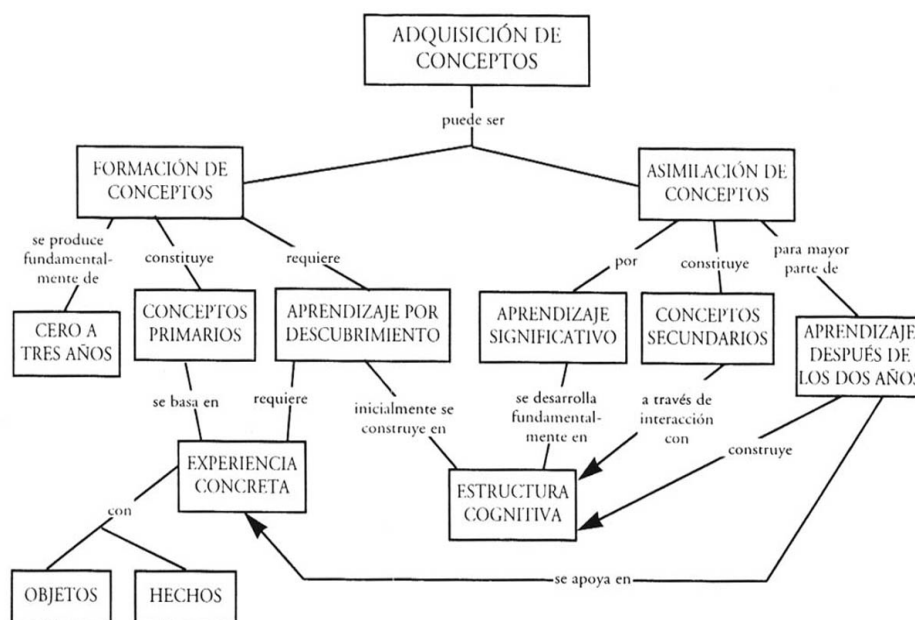 ADQUISICIÓN DE
CONCEPTOS
puede ser
FORMACIÓN DE
CONCEPTOS
ASIMILACIÓN DE
CONCEPTOS
se produce
fundamental-
mente de
constituye
requiere
por
constituye
para mayor
parte de
CERO A
TRES AÑOS
CONCEPTOS
PRIMARIOS
APRENDIZAJE POR
DESCUBRIMIENTO
APRENDIZAJE
SIGNIFICATIVO
CONCEPTOS
SECUNDARIOS
APRENDIZAJE
DESPUÉS DE
LOS DOS AÑOS
se basa en
requiere
inicialmente se
construye en
se desarrolla
fundamental-
mente en
a través de
interacción
con
construye
EXPERIENCIA
CONCRETA
ESTRUCTURA
COGNITIVA
con
se apoya en
OBJETOS
HECHOS